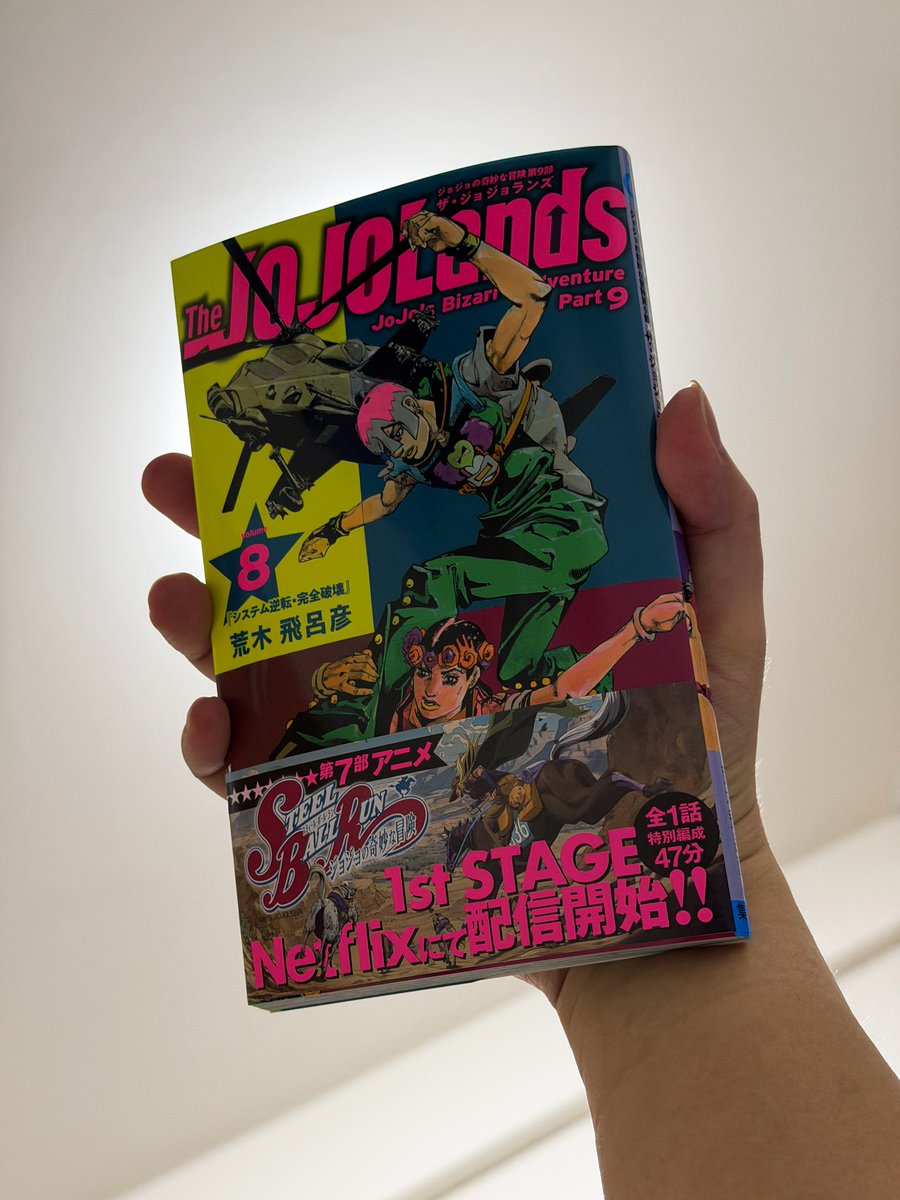 ジョジョの奇妙な冒険 第9部
ザ・ジョジョランズ
The JOJOLands
JoJo's Bizarre Adventure
Part 9
Volume
8
『システム逆転・完全破壊』
荒木 飛呂彦
第7部アニメ
STEEL
BALL RUN
ジョジョの奇妙な冒険
全1話
特別編成
47分
1st STAGE
Netflixにて配信開始!!
集